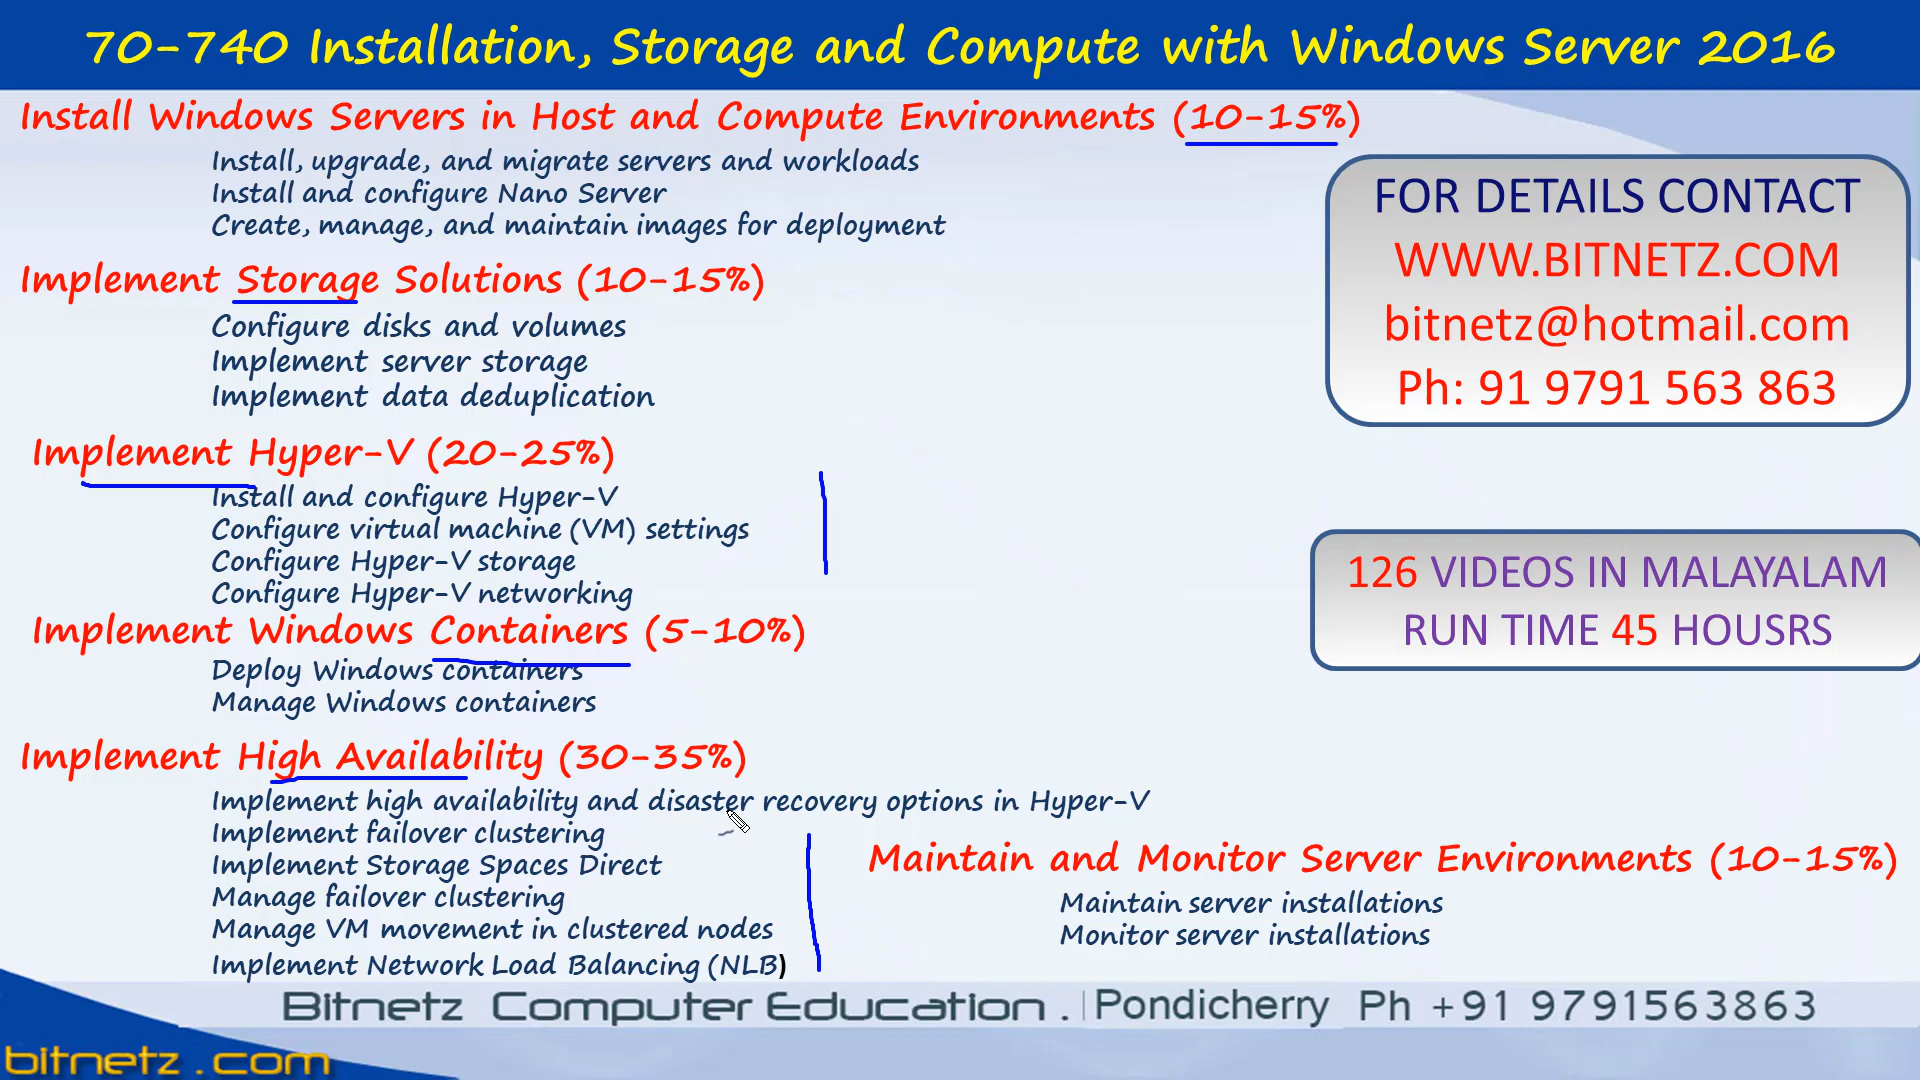 70-740 Installation, Storage and Compute with Windows Server 2016
Install Windows Servers in Host and Compute Environments (10-15%)
Install, upgrade, and migrate servers and workloads
Install and configure Nano Server
Create, manage, and maintain images for deployment
Implement Storage Solutions (10-15%)
Configure disks and volumes
Implement server storage
Implement data deduplication
Implement Hyper-V (20-25%)
Install and configure Hyper-V
Configure virtual machine (VM) settings
Configure Hyper-V storage
Configure Hyper-V networking
Implement Windows Containers (5-10%)
Deploy Windows containers
Manage Windows containers
Implement High Availability (30-35%)
Implement high availability and disaster recovery options in Hyper-V
Implement failover clustering
Implement Storage Spaces Direct
Manage failover clustering
Manage VM movement in clustered nodes
Implement Network Load Balancing (NLB)
Maintain and Monitor Server Environments (10-15%)
Maintain server installations
Monitor server installations
FOR DETAILS CONTACT
WWW.BITNETZ.COM
bitnetz@hotmail.com
Ph: 91 9791 563 863
126 VIDEOS IN MALAYALAM
RUN TIME 45 HOUSRS
Bitnetz Computer Education . | Pondicherry Ph +91 9791563863
bitnetz.com